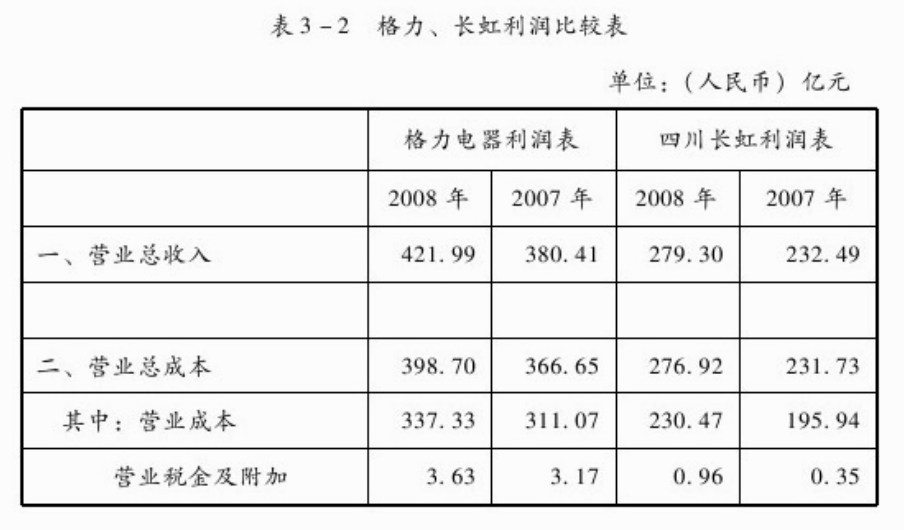 表3-2 格力、长虹利润比较表
单位：(人民币) 亿元
格力电器利润表 四川长虹利润表
2008 年 2007 年 2008 年 2007 年
一、营业总收入 421.99 380.41 279.30 232.49
二、营业总成本 398.70 366.65 276.92 231.73
其中：营业成本 337.33 311.07 230.47 195.94
营业税金及附加 3.63 3.17 0.96 0.35